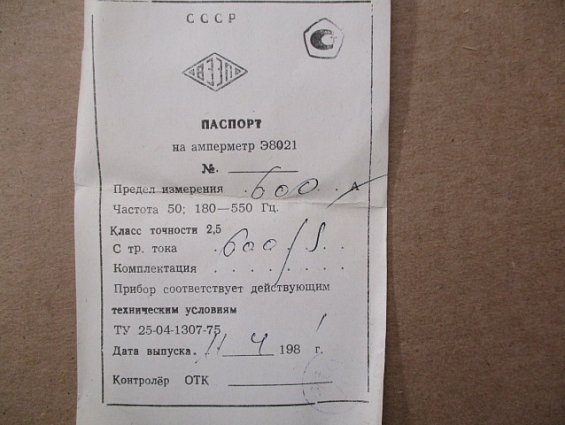 СССР
ВЗЭП
ПАСПОРТ
на амперметр Э8021
№.
Предел измерения 600 А
Частота 50; 180—550 Гц.
Класс точности 2,5
С тр. тока 600/5
Комплектация
Прибор соответствует действующим
техническим условиям
ТУ 25-04-1307-75
Дата выпуска. 11 4 1981 г.
Контролёр ОТК